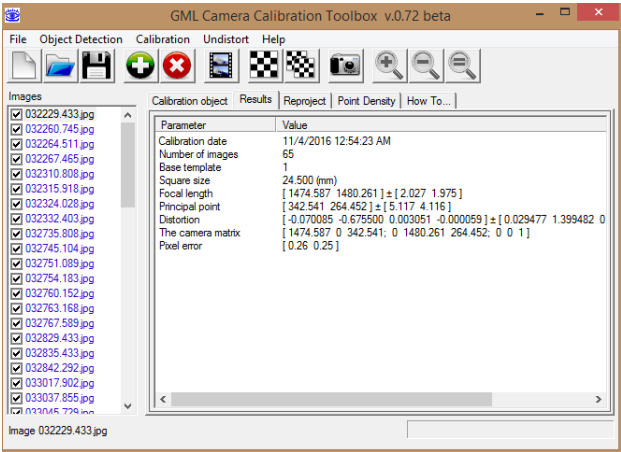 GML Camera Calibration Toolbox v.0.72 beta
File Object Detection Calibration Undistort Help
Images
032229.433.jpg
032260.745.jpg
032264.511.jpg
032267.465.jpg
032310.808.jpg
032315.918.jpg
032324.028.jpg
032332.403.jpg
032735.808.jpg
032745.104.jpg
032751.089.jpg
032754.183.jpg
032760.152.jpg
032763.168.jpg
032767.589.jpg
032829.433.jpg
032835.433.jpg
032842.292.jpg
033017.902.jpg
033037.855.jpg
033045.729.jpg
Calibration object Results Reproject Point Density How To...
Parameter Value
Calibration date 11/4/2016 12:54:23 AM
Number of images 65
Base template 1
Square size 24.500 (mm)
Focal length [ 1474.587 1480.261 ] ± [ 2.027 1.975 ]
Principal point [ 342.541 264.452 ] ± [ 5.117 4.116 ]
Distortion [ -0.070085 -0.675500 0.003051 -0.000059 ] ± [ 0.029477 1.399482 0
The camera matrix [ 1474.587 0 342.541; 0 1480.261 264.452; 0 0 1 ]
Pixel error [ 0.26 0.25 ]
Image 032229.433.jpg